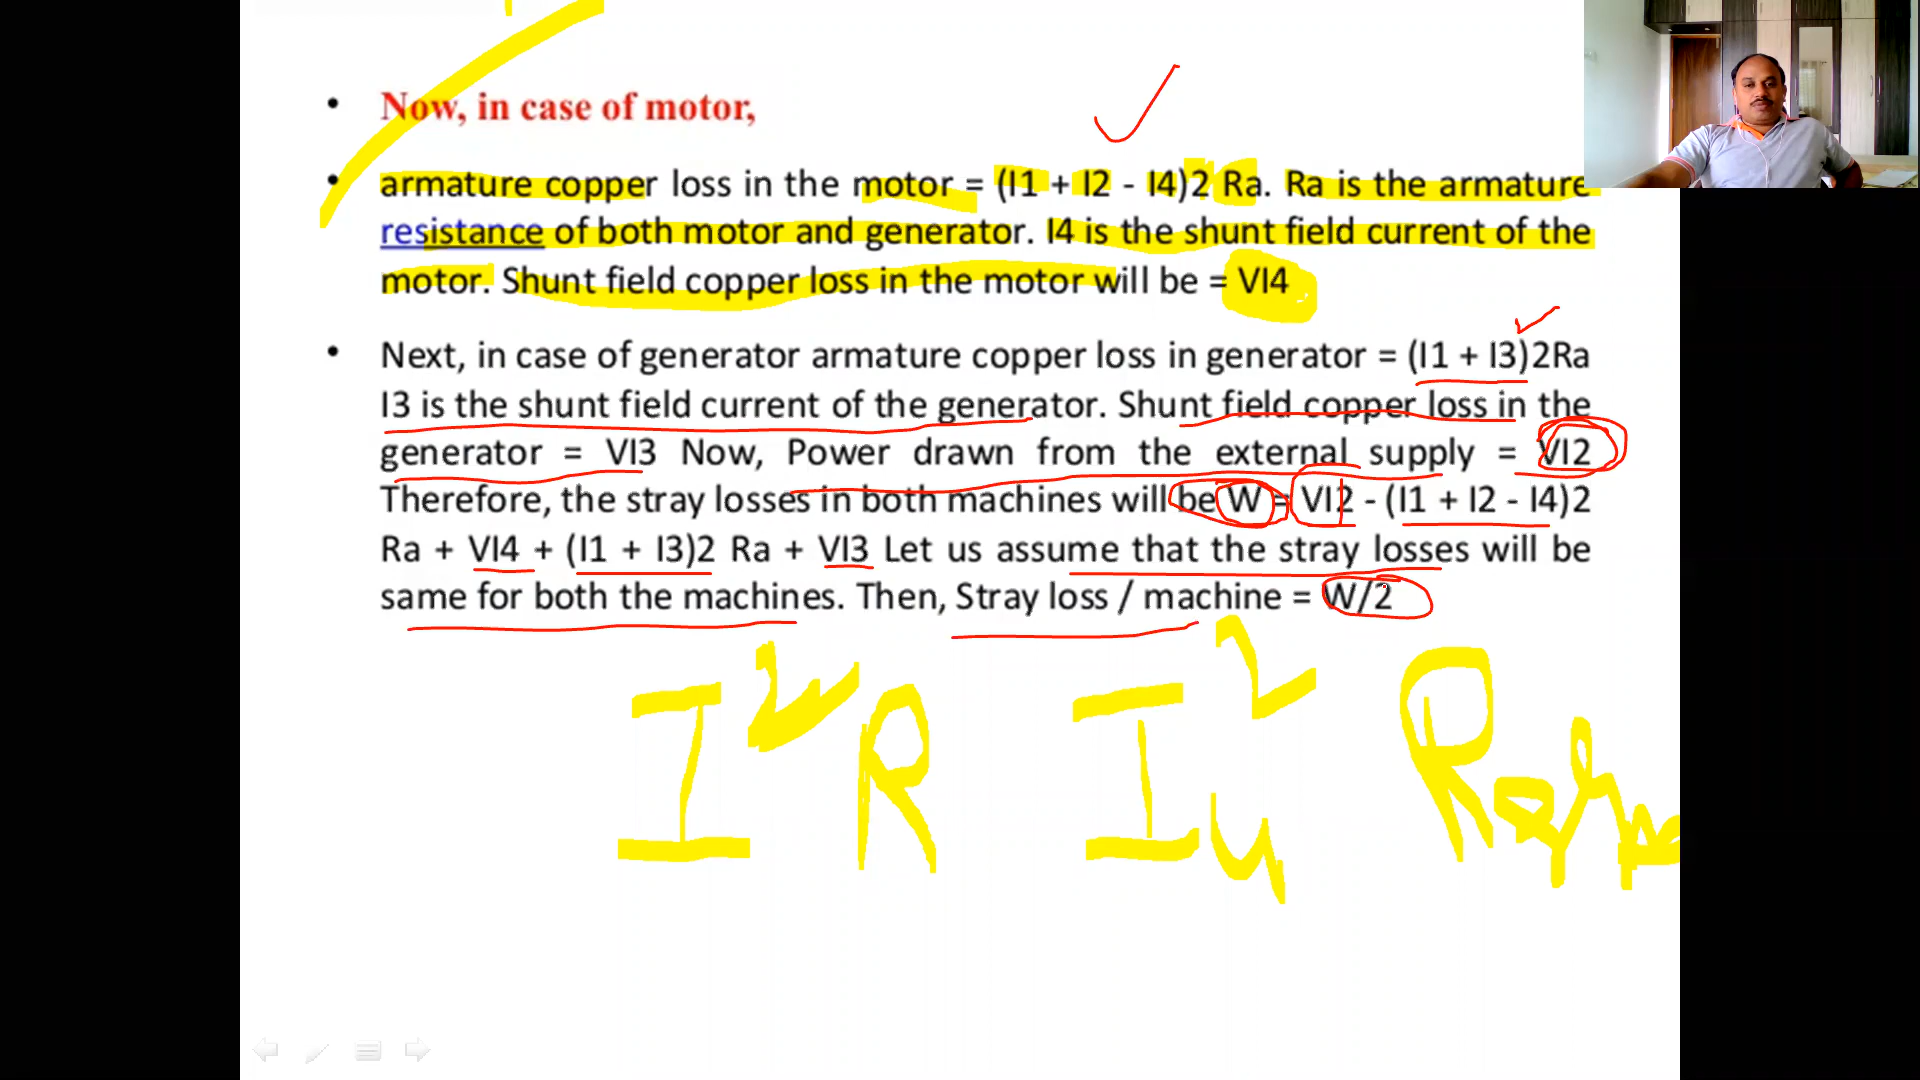 Now, in case of motor,
armature copper loss in the motor = (I1 + I2 - I4)2 Ra. Ra is the armature
resistance of both motor and generator. I4 is the shunt field current of the
motor. Shunt field copper loss in the motor will be = VI4
Next, in case of generator armature copper loss in generator = (I1 + I3)2Ra
I3 is the shunt field current of the generator. Shunt field copper loss in the
generator = VI3 Now, Power drawn from the external supply = VI2
Therefore, the stray losses in both machines will be W = VI2 - (I1 + I2 - I4)2
Ra + VI4 + (I1 + I3)2 Ra + VI3 Let us assume that the stray losses will be
same for both the machines. Then, Stray loss / machine = W/2
I²R I²